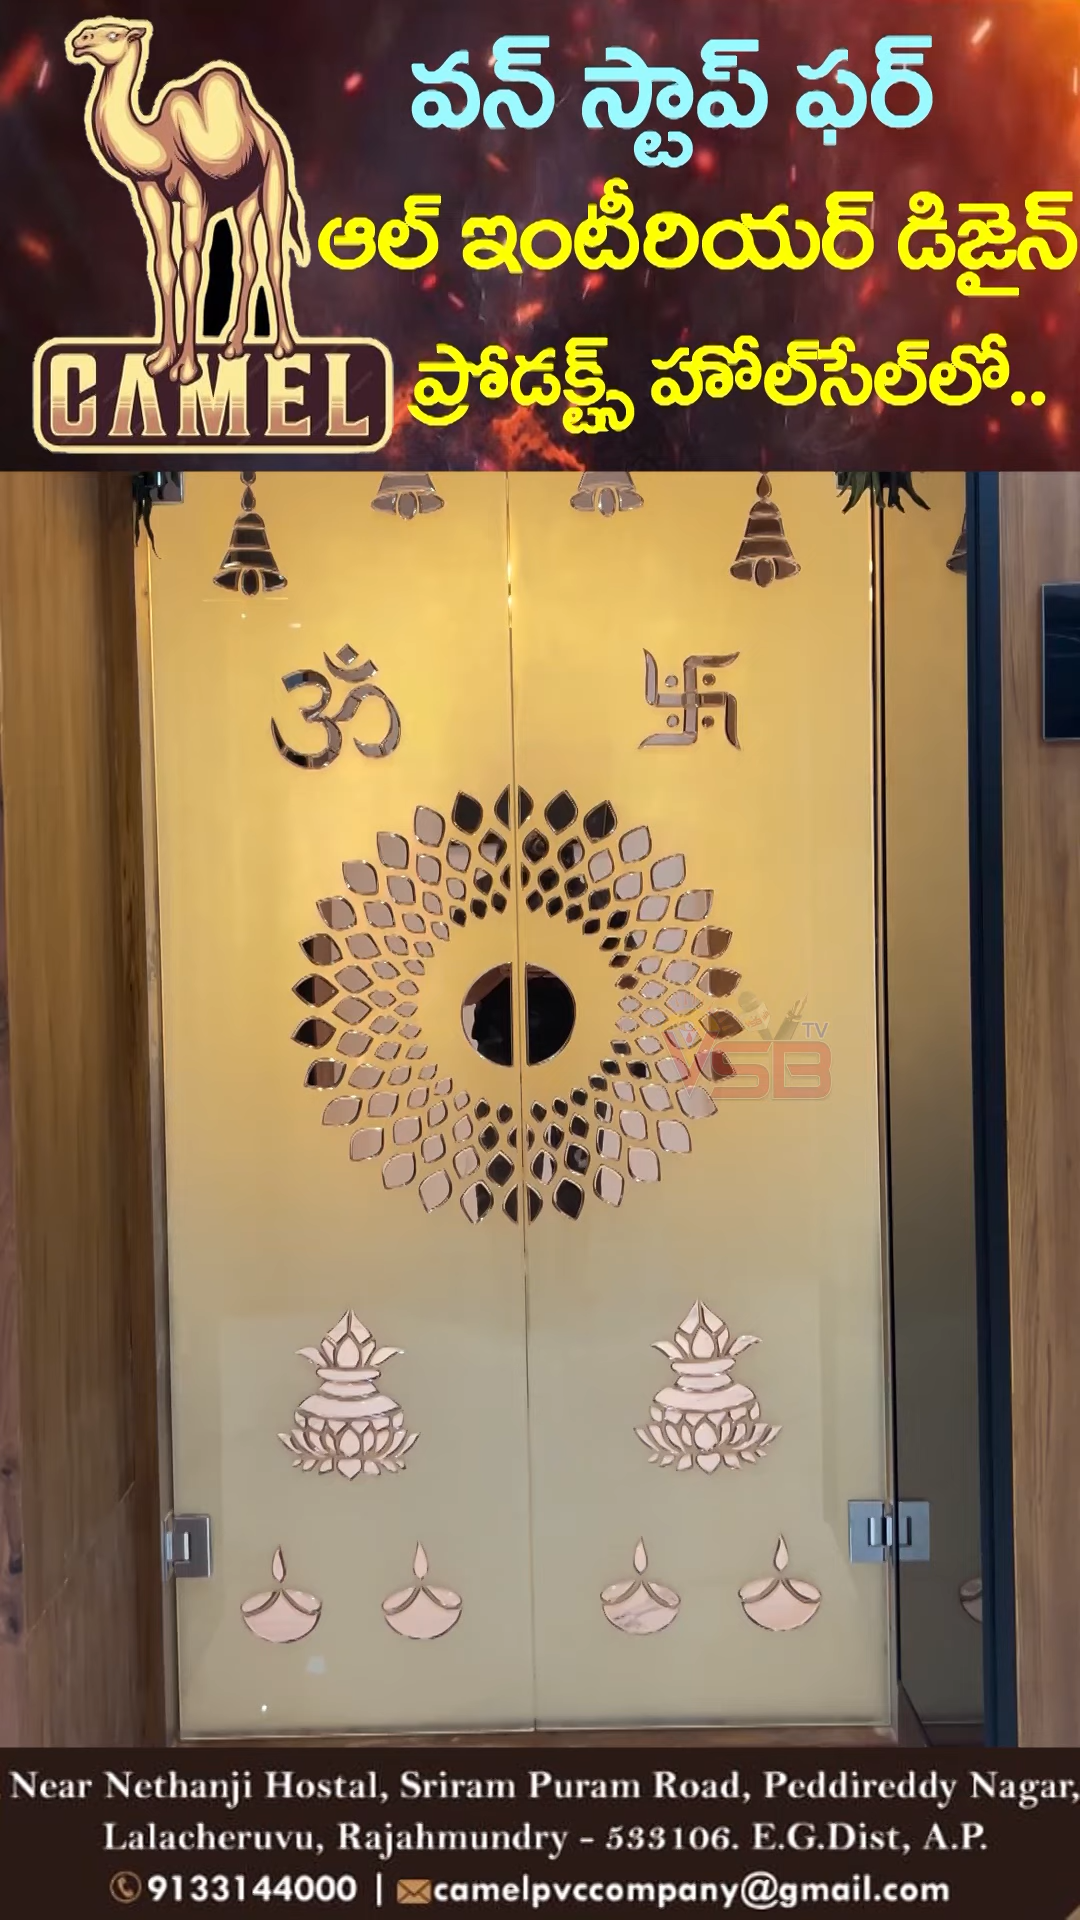 వన్ స్టాప్ ఫర్
ఆల్ ఇంటీరియర్ డిజైన్
ప్రోడక్ట్స్ హోల్‌సేల్‌లో..
CAMEL
ॐ
卐
TV
YSB
Near Nethanji Hostal, Sriram Puram Road, Peddireddy Nagar,
Lalacheruvu, Rajahmundry - 533106. E.G.Dist, A.P.
9133144000 | camelpvccompany@gmail.com